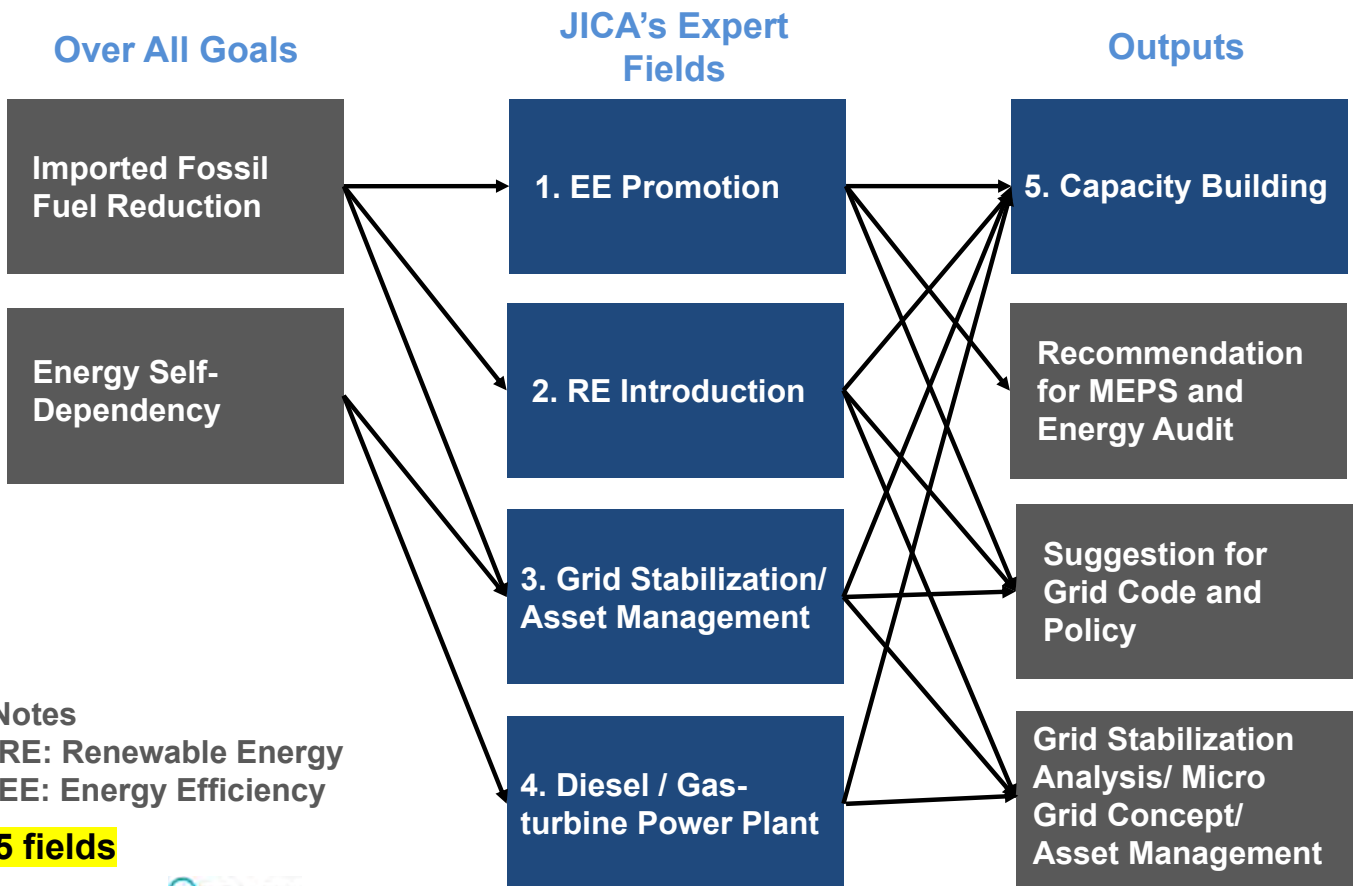 Over All Goals
JICA's Expert
Fields
Outputs
Imported Fossil
Fuel Reduction
Energy Self-
Dependency
1. EE Promotion
2. RE Introduction
3. Grid Stabilization/
Asset Management
4. Diesel / Gas-
turbine Power Plant
5. Capacity Building
Recommendation
for MEPS and
Energy Audit
Suggestion for
Grid Code and
Policy
Grid Stabilization
Analysis/ Micro
Grid Concept/
Asset Management
Notes
RE: Renewable Energy
EE: Energy Efficiency
5 fields